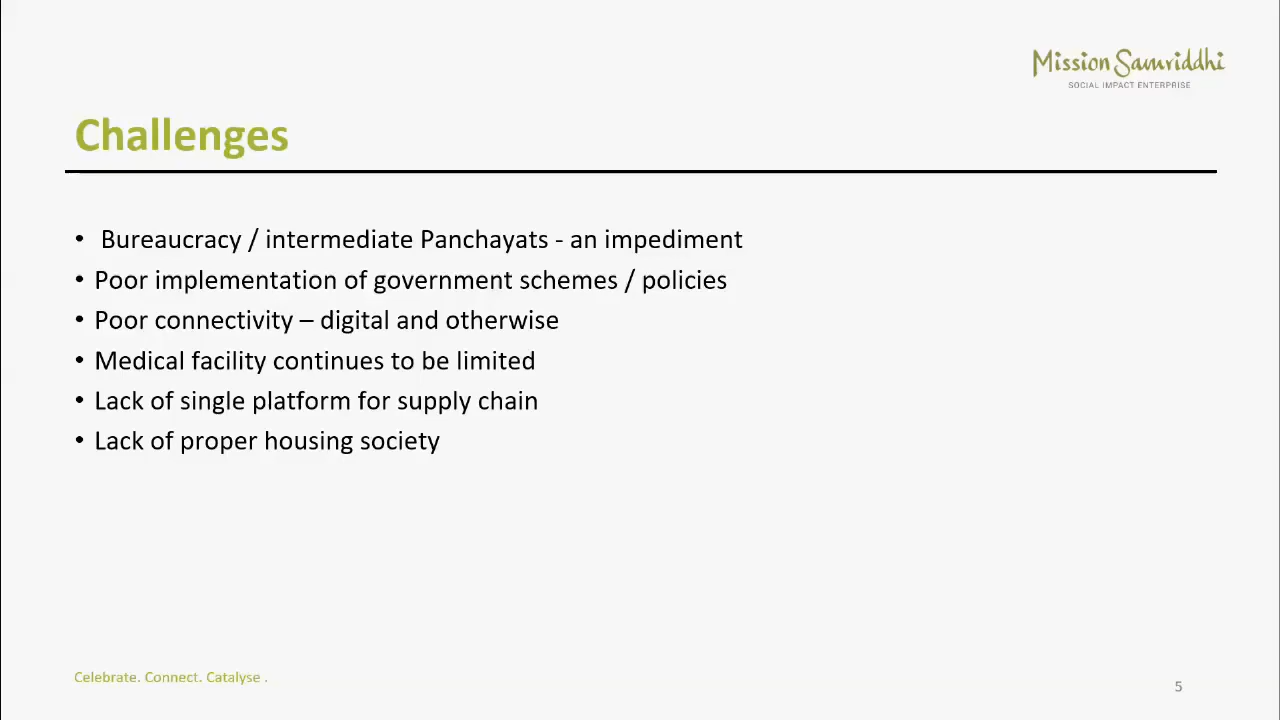 Mission Samriddhi
SOCIAL IMPACT ENTERPRISE
Challenges
• Bureaucracy / intermediate Panchayats - an impediment
• Poor implementation of government schemes / policies
• Poor connectivity – digital and otherwise
• Medical facility continues to be limited
• Lack of single platform for supply chain
• Lack of proper housing society
Celebrate. Connect. Catalyse .
5